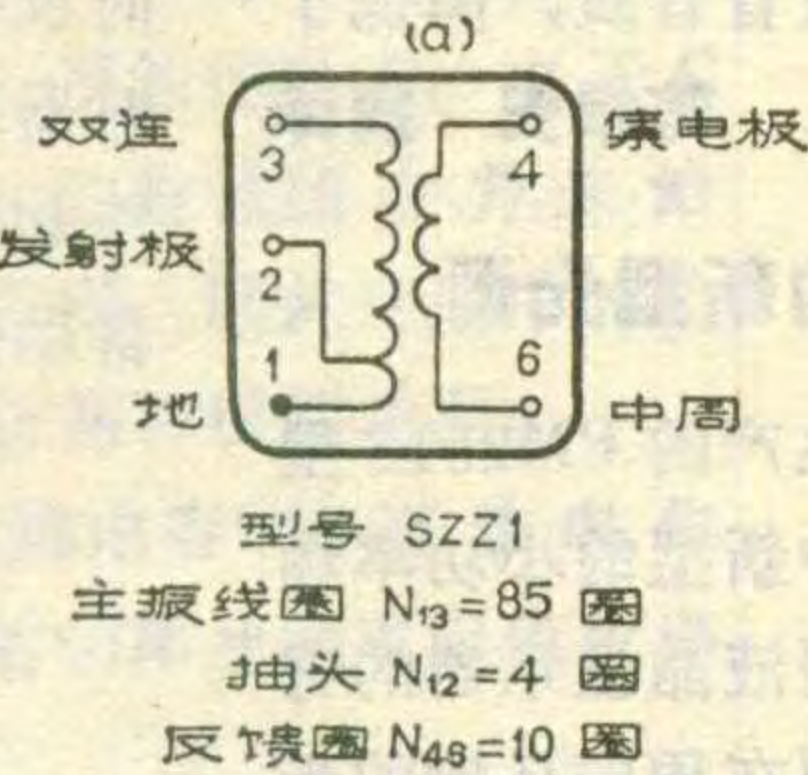 (a)
双连 3 4 集电极
发射极 2
1 6
地 中周
型号 SZZ1
主振线圈 N13=85 圈
抽头 N12=4 圈
反馈圈 N46=10 圈